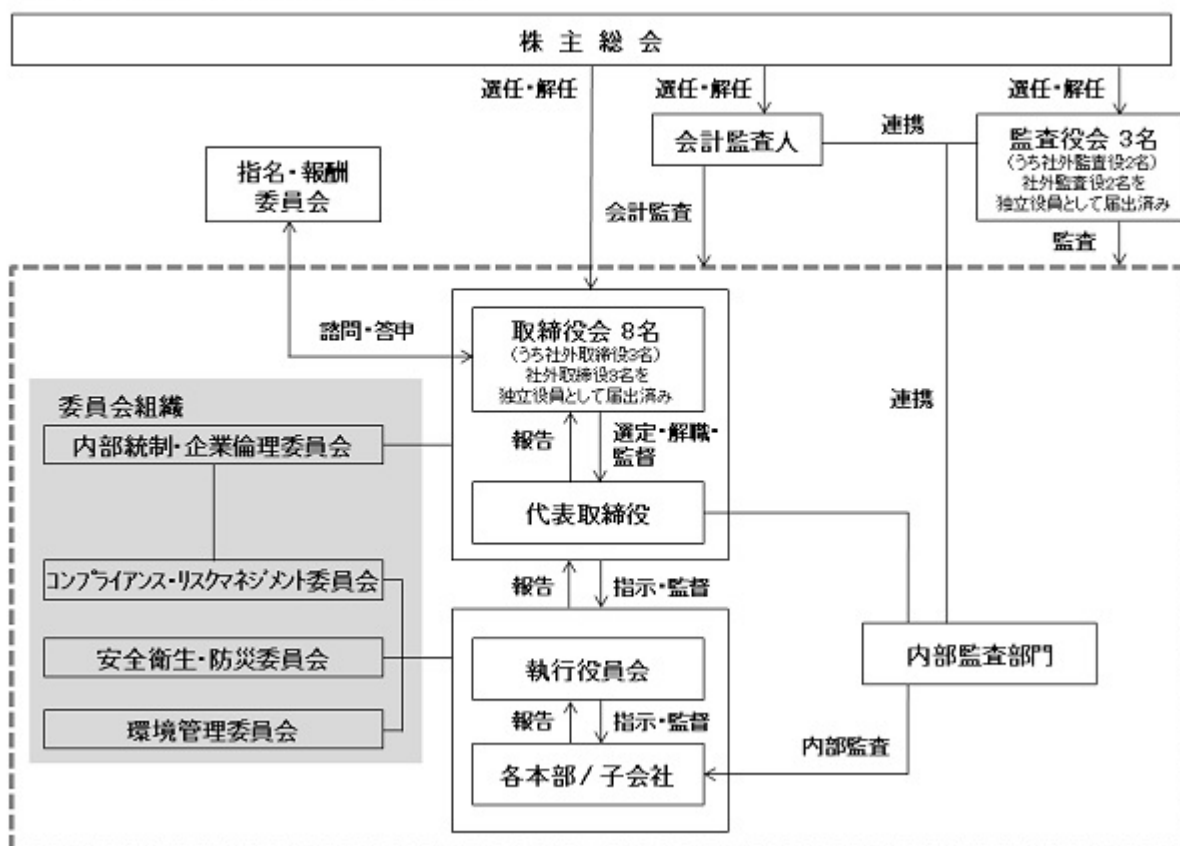 株主総会
選任・解任
選任・解任
選任・解任
会計監査人
連携
監査役会 3名
(うち社外監査役2名)
社外監査役2名を
独立役員として届出済み
指名・報酬
委員会
会計監査
監査
諮問・答申
取締役会 8名
(うち社外取締役3名)
社外取締役3名を
独立役員として届出済み
連携
委員会組織
内部統制・企業倫理委員会
報告
選定・解職・
監督
代表取締役
コンプライアンス・リスクマネジメント委員会
報告
指示・監督
安全衛生・防災委員会
執行役員会
内部監査部門
環境管理委員会
報告
指示・監督
内部監査
各本部/子会社